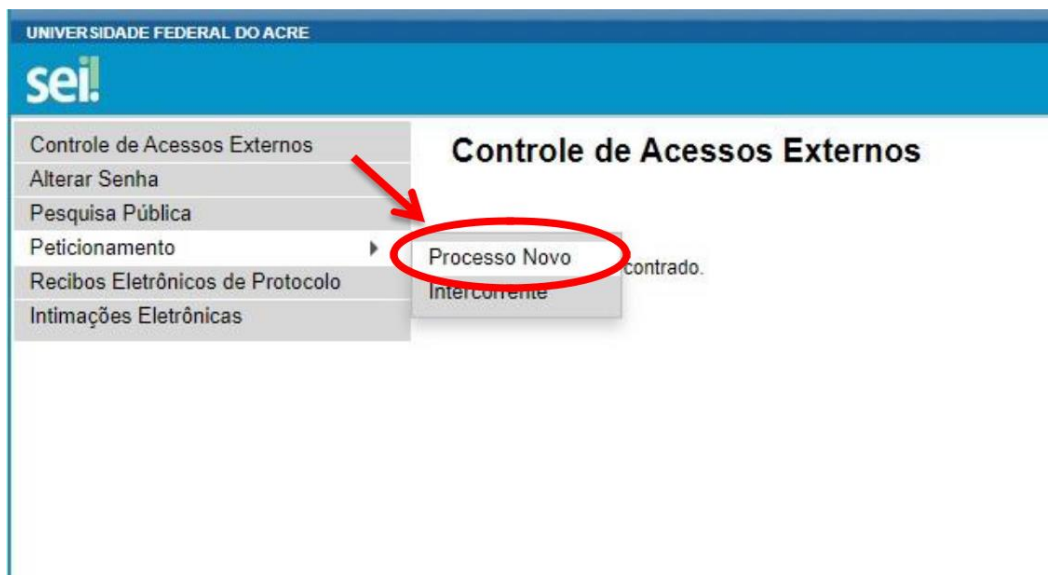 UNIVERSIDADE FEDERAL DO ACRE
sei!
Controle de Acessos Externos
Alterar Senha
Pesquisa Pública
Peticionamento
Recibos Eletrônicos de Protocolo
Intimações Eletrônicas
Controle de Acessos Externos
Processo Novo
Intercorrente
contrado.